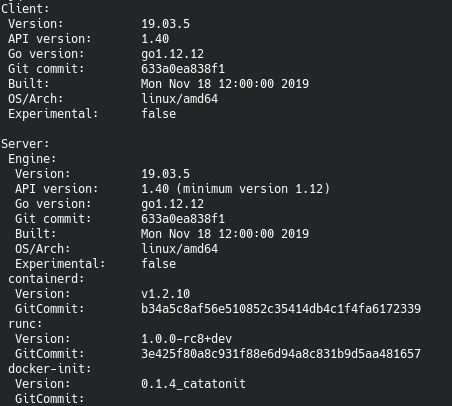 Client:
Version: 19.03.5
API version: 1.40
Go version: go1.12.12
Git commit: 633a0ea838f1
Built: Mon Nov 18 12:00:00 2019
OS/Arch: linux/amd64
Experimental: false
Server:
Engine:
Version: 19.03.5
API version: 1.40 (minimum version 1.12)
Go version: go1.12.12
Git commit: 633a0ea838f1
Built: Mon Nov 18 12:00:00 2019
OS/Arch: linux/amd64
Experimental: false
containerd:
Version: v1.2.10
GitCommit: b34a5c8af56e510852c35414db4c1f4fa6172339
runc:
Version: 1.0.0-rc8+dev
GitCommit: 3e425f80a8c931f88e6d94a8c831b9d5aa481657
docker-init:
Version: 0.1.4_catatonit
GitCommit: